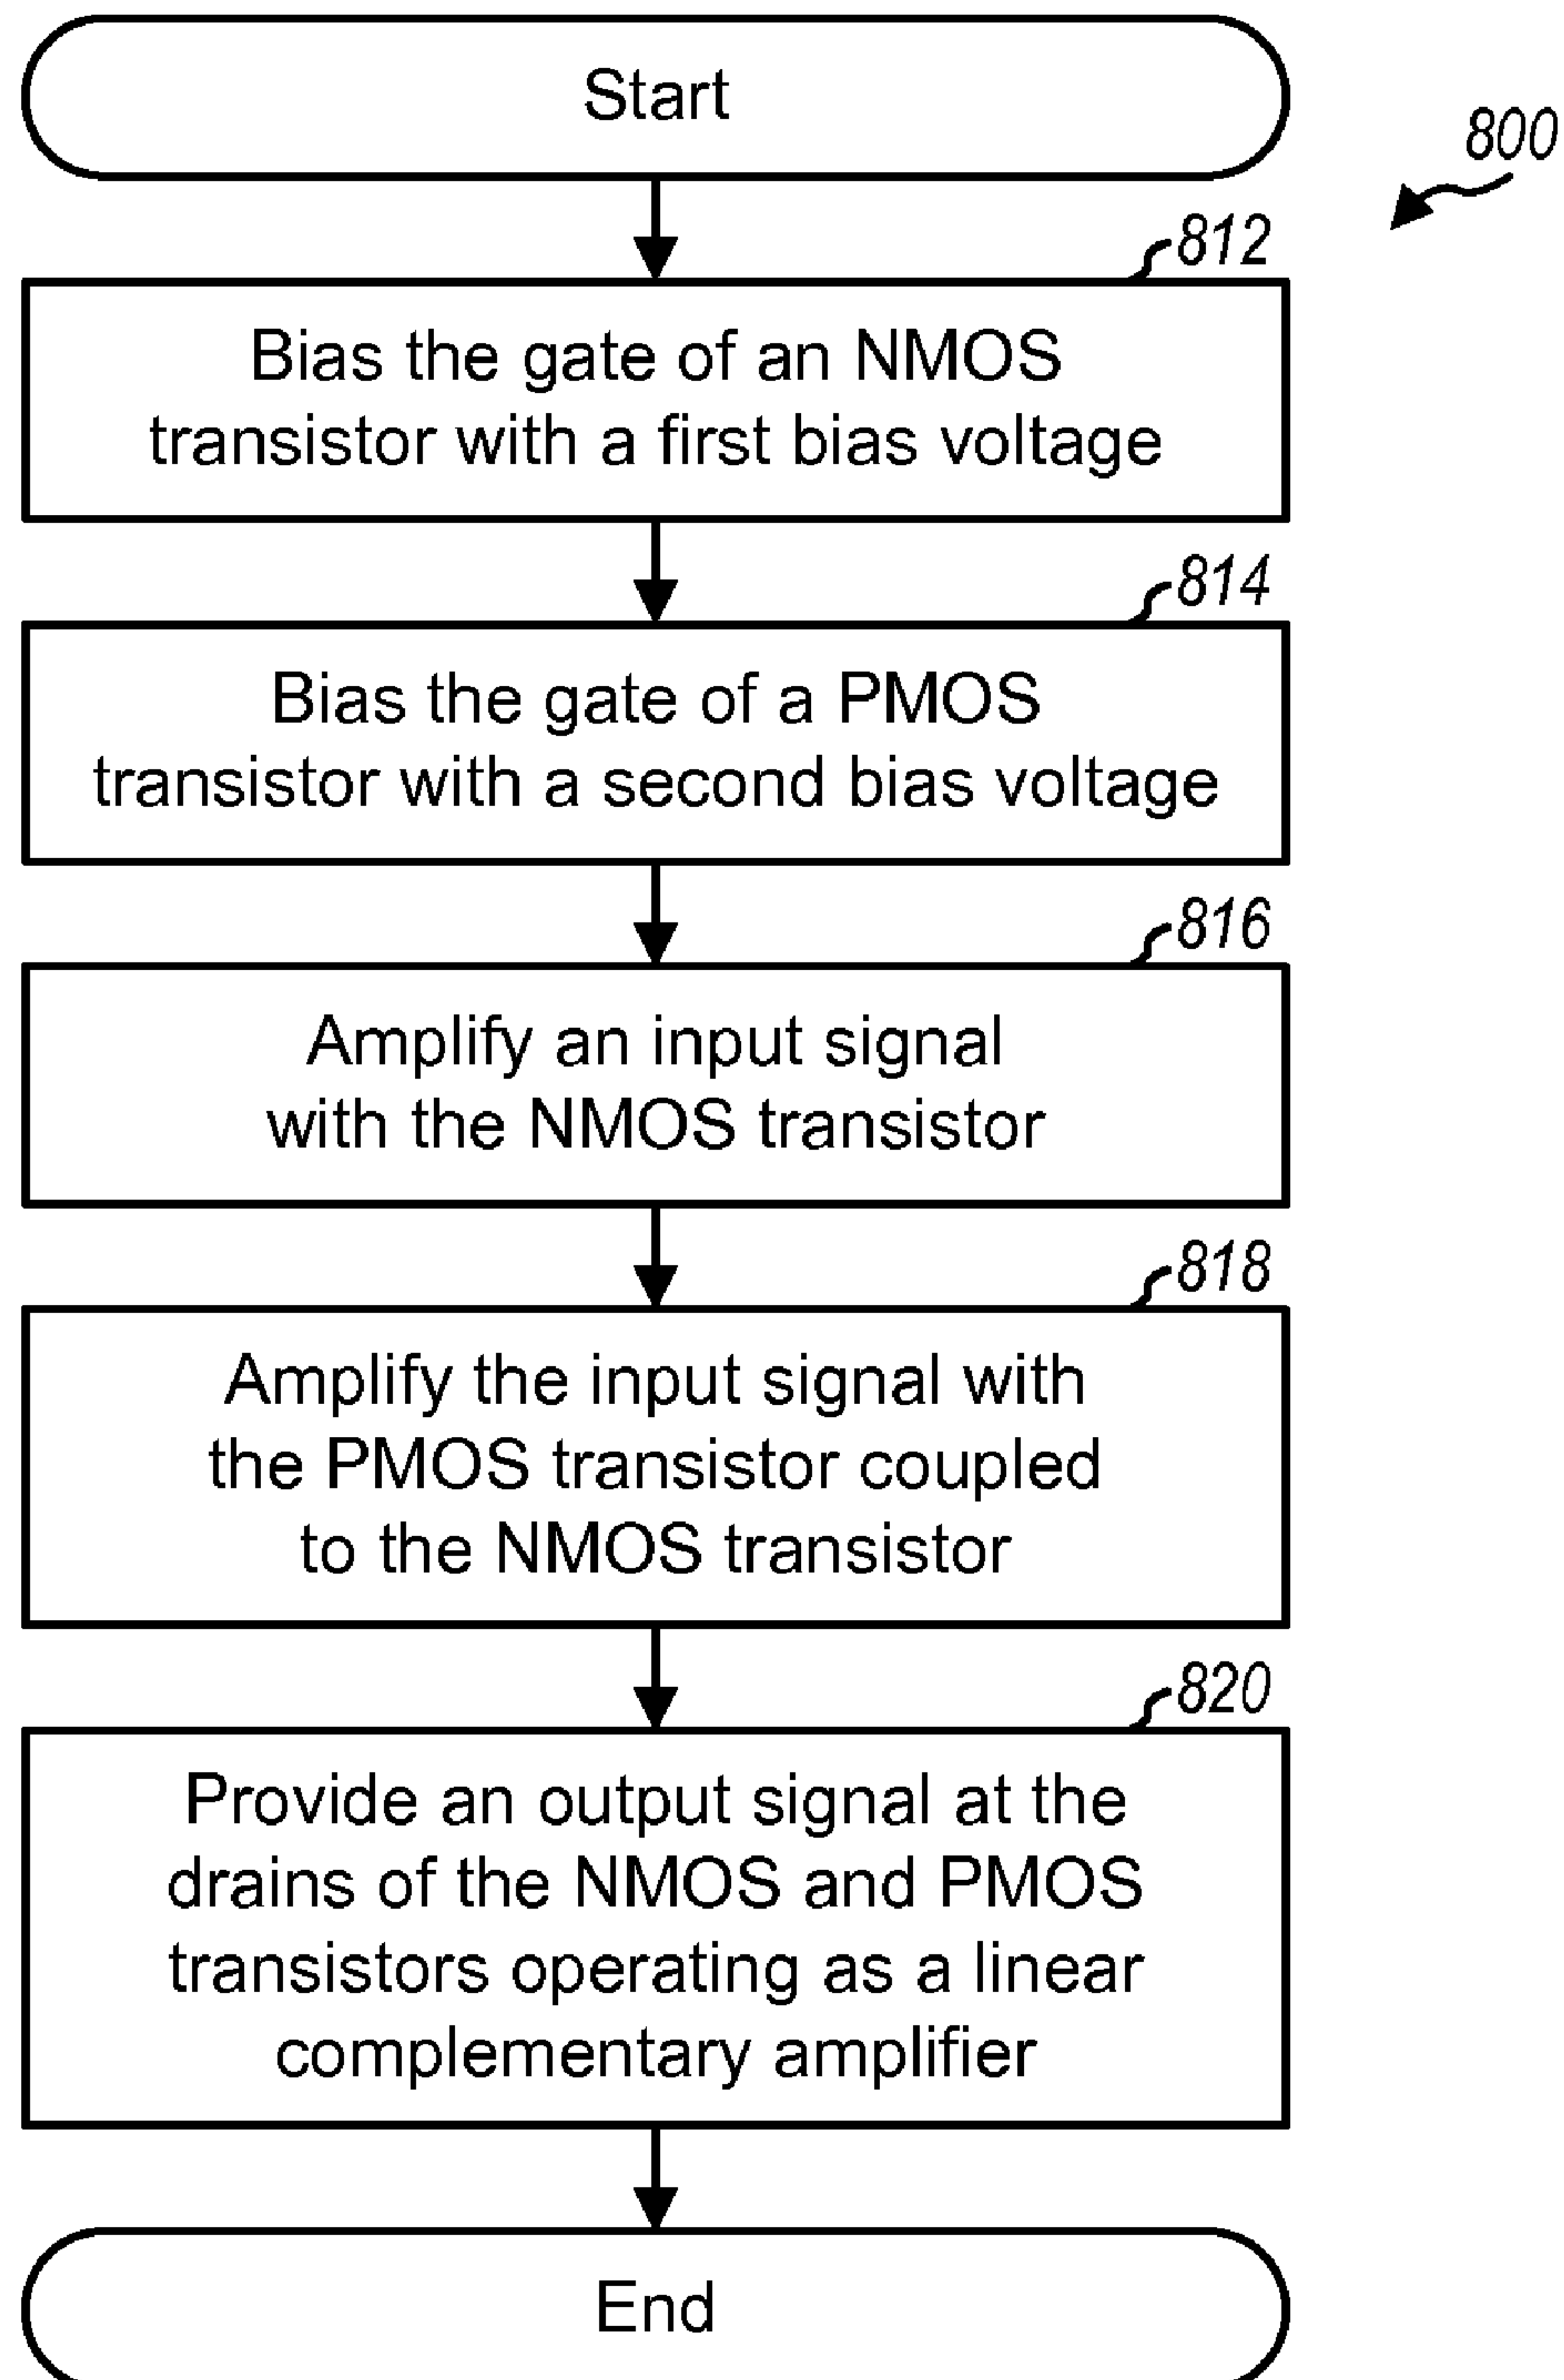 Start
800
812
Bias the gate of an NMOS
transistor with a first bias voltage
814
Bias the gate of a PMOS
transistor with a second bias voltage
816
Amplify an input signal
with the NMOS transistor
818
Amplify the input signal with
the PMOS transistor coupled
to the NMOS transistor
820
Provide an output signal at the
drains of the NMOS and PMOS
transistors operating as a linear
complementary amplifier
End